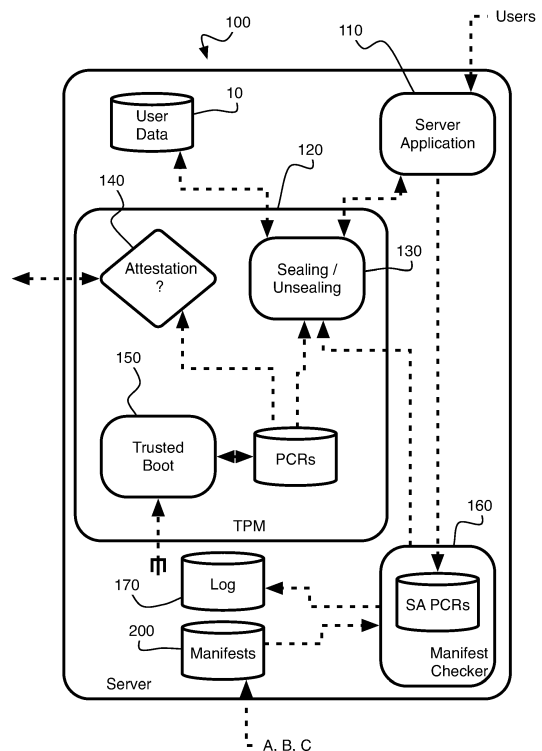 Users
100
110
10
User
Data
Server
Application
120
140
Attestation
?
Sealing /
Unsealing
130
150
Trusted
Boot
PCRs
TPM
160
170
Log
SA PCRs
200
Manifests
Manifest
Checker
Server
A, B, C